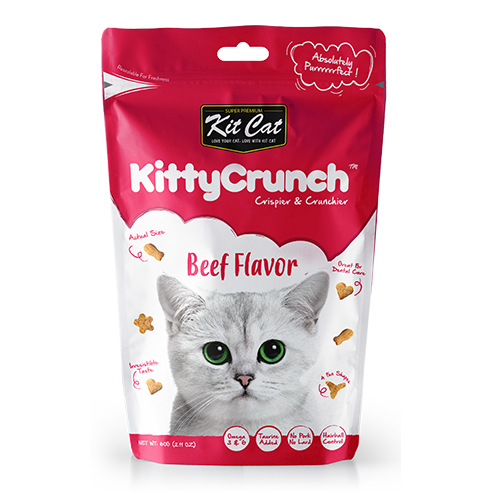 Absolutely
Purrrrrrfect !
Resealable For Freshness
SUPER PREMIUM
Kit Cat
LOVE YOUR CAT, LOVE WITH KIT CAT
KittyCrunch™
Crispier & Crunchier
Actual Size
Beef Flavor
Great For
Dental Care
Irresistible
Taste
4 Fun Shapes
Omega
3 & 6
Taurine
Added
No Pork
No Lard
Hairball
Control
NET WT. 60G (2.11 OZ)